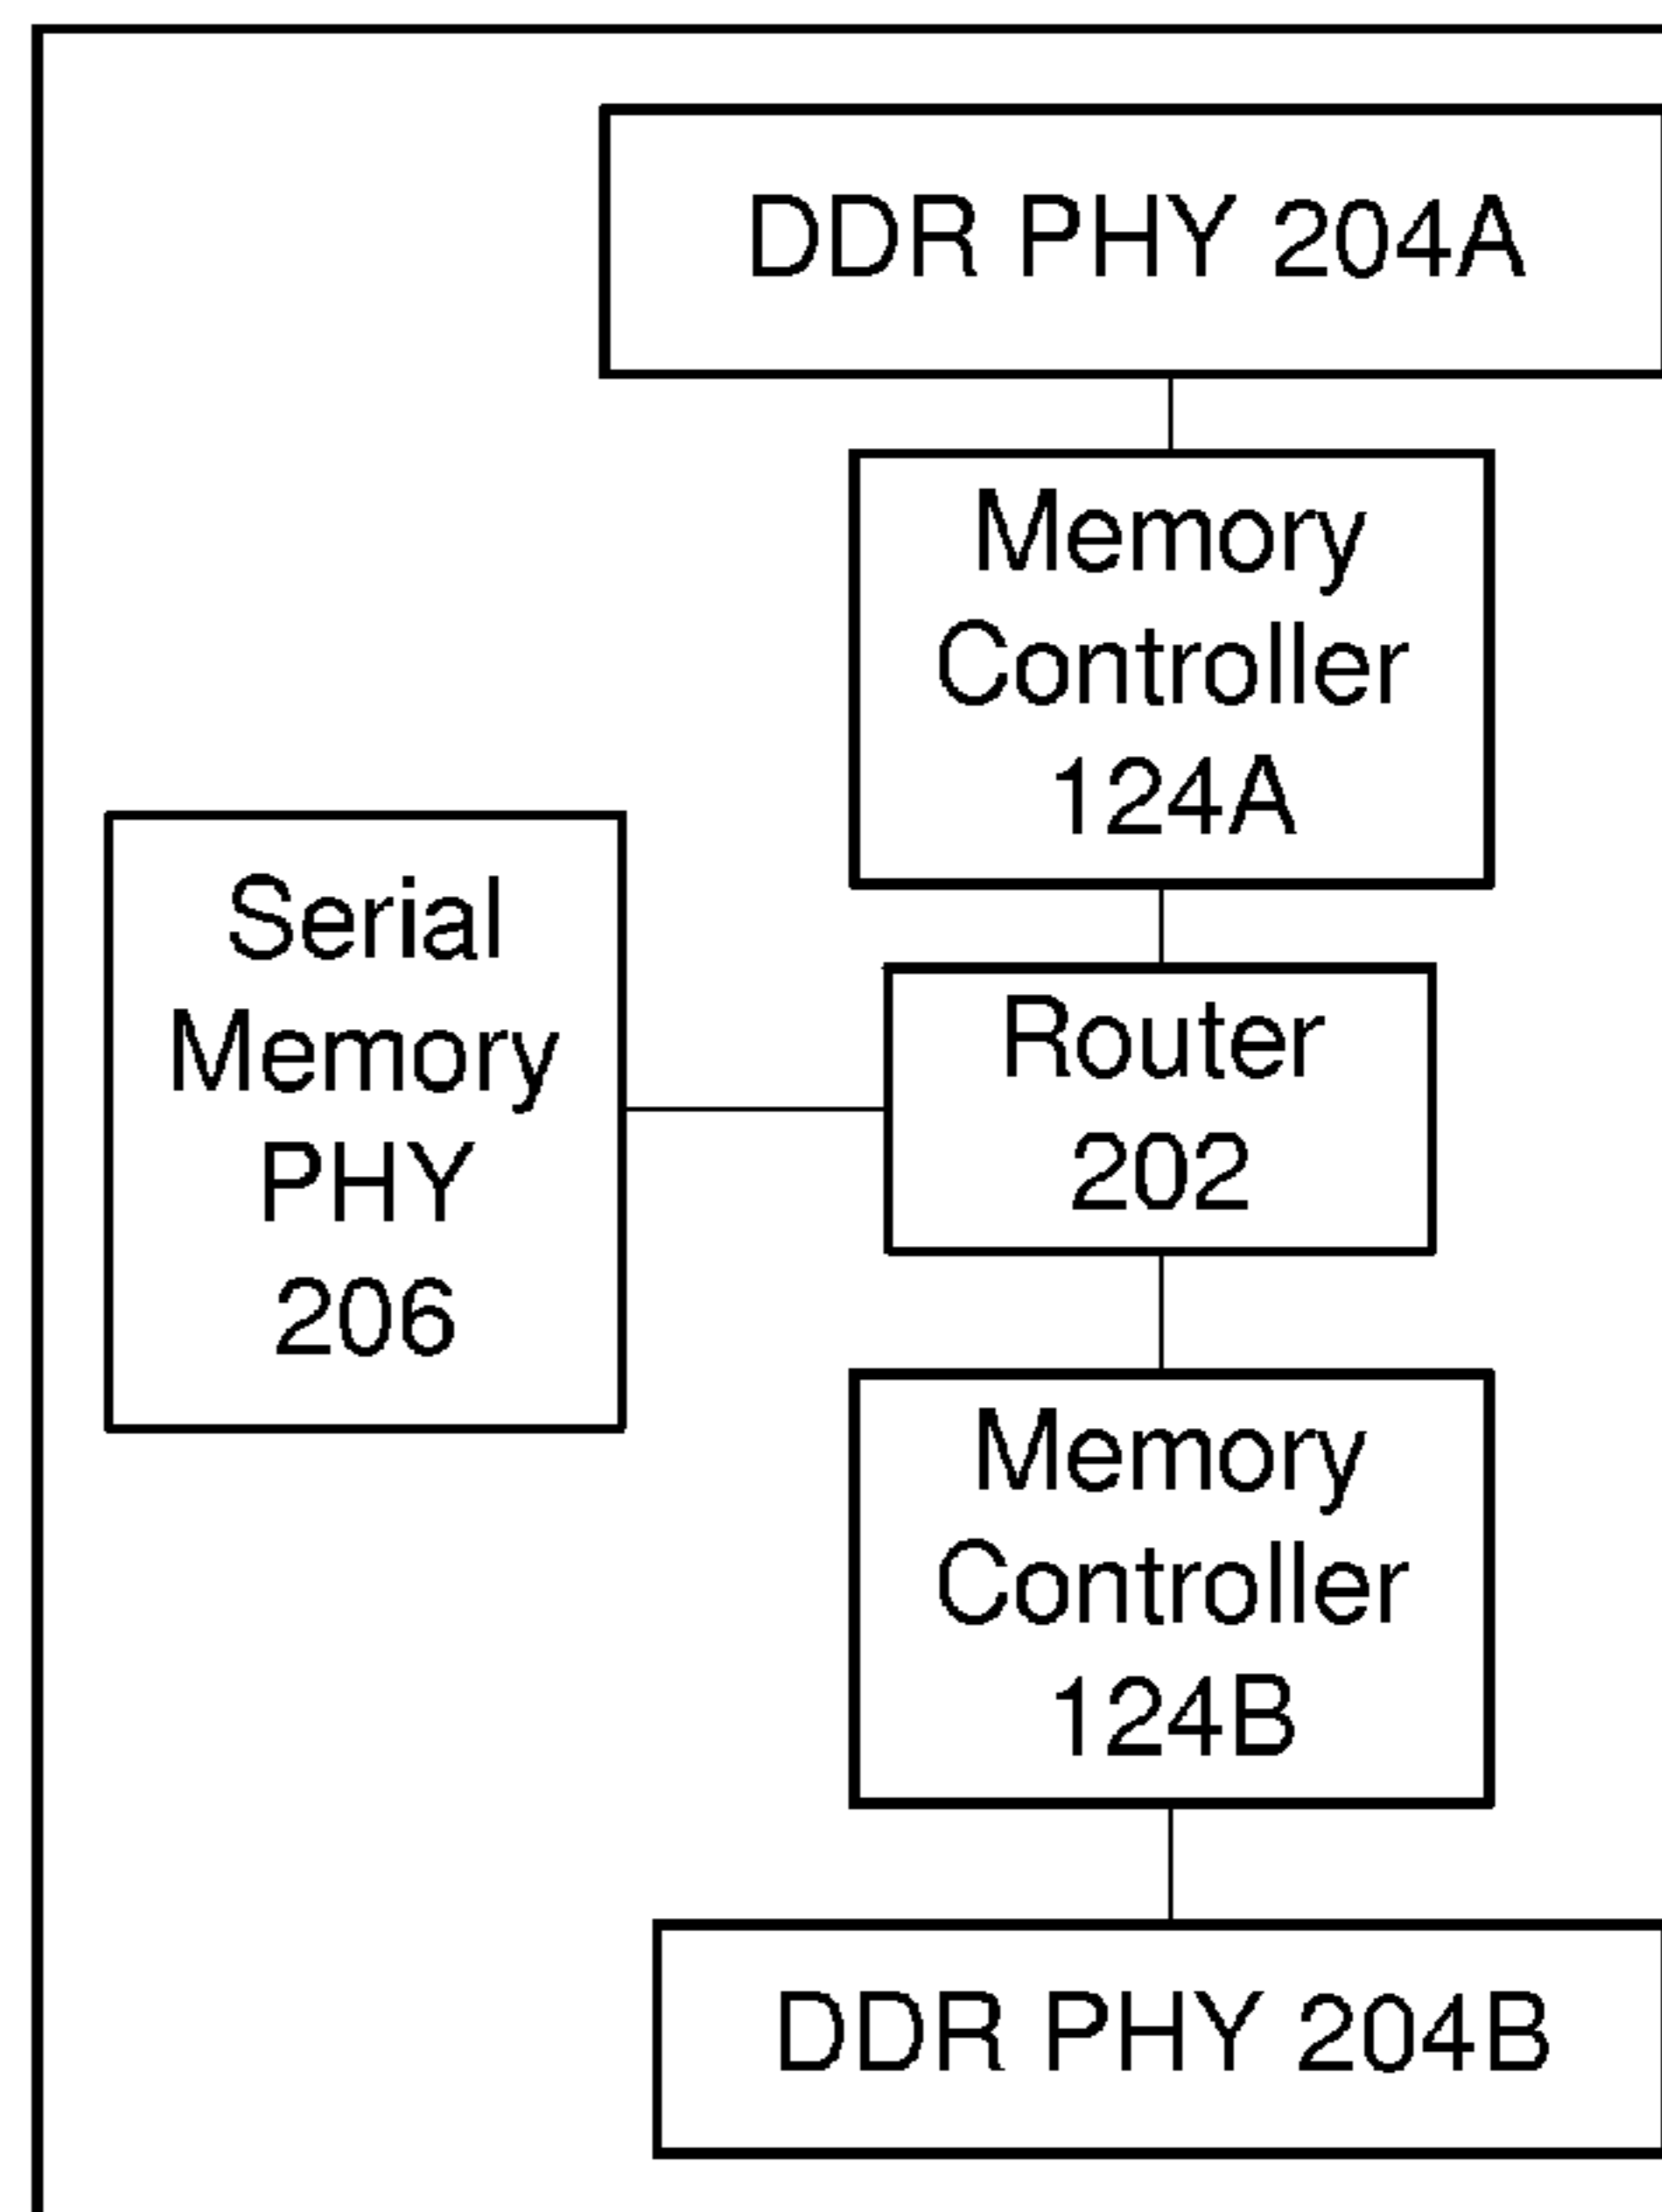 DDR PHY 204A
Memory
Controller
124A
Serial
Memory
PHY
206
Router
202
Memory
Controller
124B
DDR PHY 204B